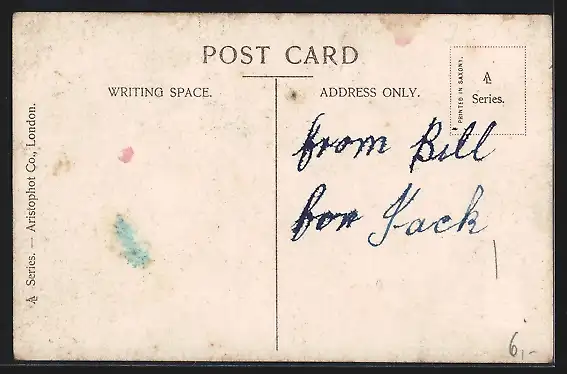 POST CARD
WRITING SPACE.
ADDRESS ONLY.
PRINTED IN SAXONY.
Series.
Series. — Aristophot Co., London.
from Bill
for Jack
6,-